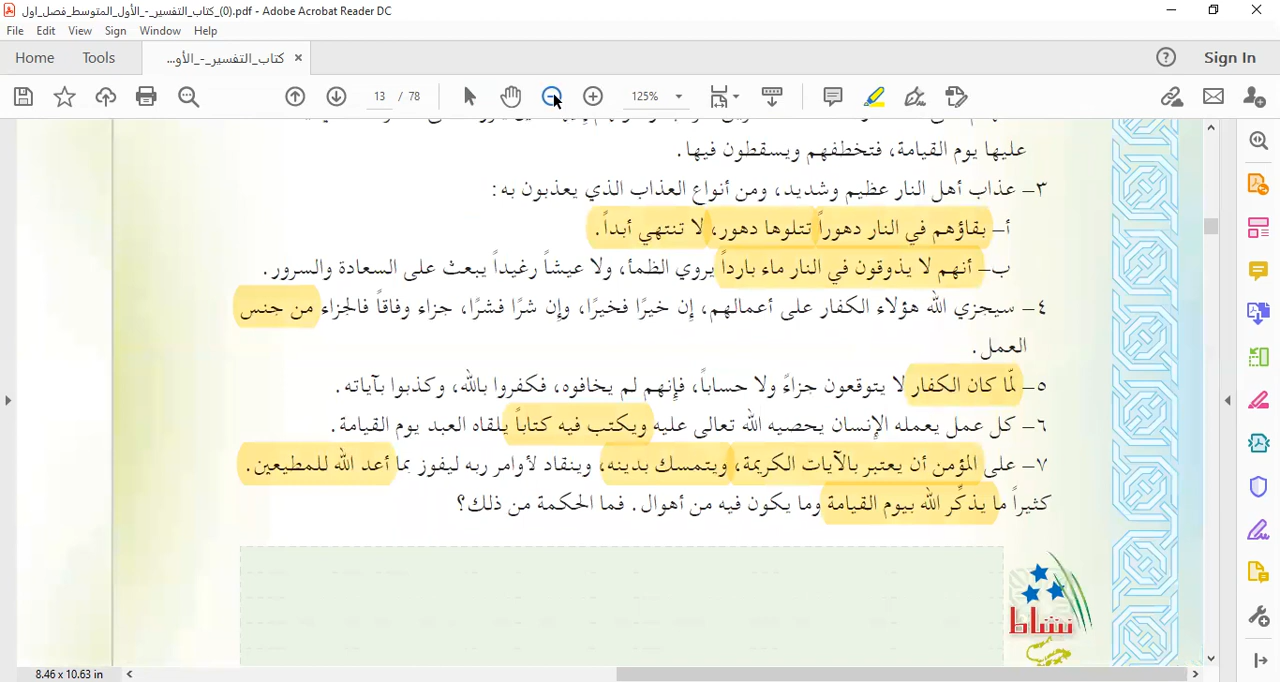 كتاب_التفسير_-_الأول_المتوسط_فصل_اول_(0).pdf - Adobe Acrobat Reader DC
File Edit View Sign Window Help
Home Tools كتاب_التفسير_-_الأو... × ? Sign In
13 / 78 125%
عليها يوم القيامة، فتخطفهم ويسقطون فيها.
٣- عذاب أهل النار عظيم وشديد، ومن أنواع العذاب الذي يعذبون به:
أ- بقاؤهم في النار دهوراً تتلوها دهور، لا تنتهي أبداً.
ب- أنهم لا يذوقون في النار ماء بارداً يروي الظمأ، ولا عيشاً رغيداً يبعث على السعادة والسرور.
٤- سيجزي الله هؤلاء الكفار على أعمالهم، إن خيرًا فخيرًا، وإن شرًا فشرًا، جزاء وفاقاً فالجزاء من جنس
العمل.
٥- لمّا كان الكفار لا يتوقعون جزاءً ولا حساباً، فإنهم لم يخافوه، فكفروا بالله، وكذبوا بآياته.
٦- كل عمل يعمله الإنسان يحصيه الله تعالى عليه ويكتب فيه كتاباً يلقاه العبد يوم القيامة.
٧- على المؤمن أن يعتبر بالآيات الكريمة، ويتمسك بدينه، وينقاد لأوامر ربه ليفوز بما أعد الله للمطيعين.
كثيراً ما يذكِّر الله بيوم القيامة وما يكون فيه من أهوال. فما الحكمة من ذلك؟
نشاط
8.46 x 10.63 in